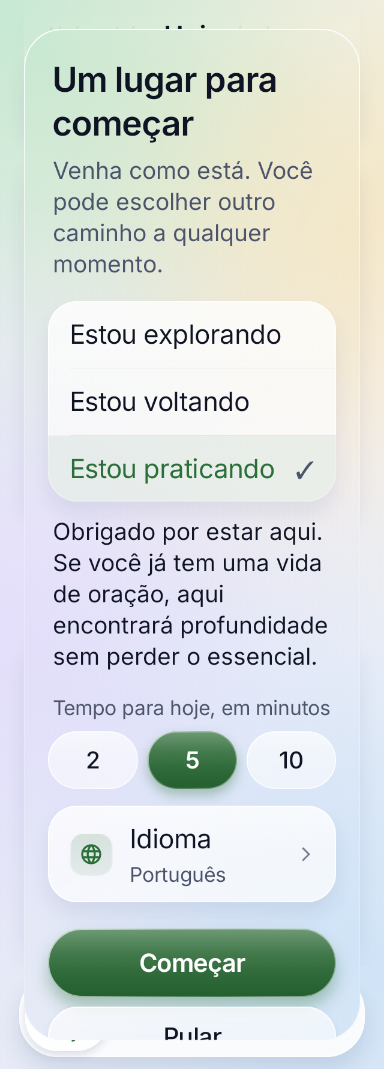 Um lugar para
começar
Venha como está. Você
pode escolher outro
caminho a qualquer
momento.
Estou explorando
Estou voltando
Estou praticando ✓
Obrigado por estar aqui.
Se você já tem uma vida
de oração, aqui
encontrará profundidade
sem perder o essencial.
Tempo para hoje, em minutos
2 5 10
Idioma
Português
Começar
Pular